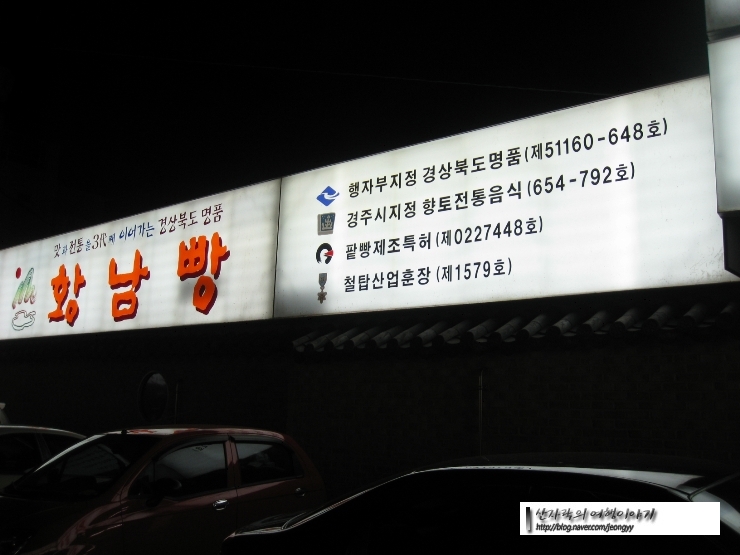 맛과 전통을 3代째 이어가는 경상북도 명품
황남빵
행자부지정 경상북도명품(제51160-648호)
경주시지정 향토전통음식(654-792호)
팥빵제조특허(제0227448호)
철탑산업훈장(제1579호)
산자락의 여행이야기
http://blog.naver.com/jeongyy